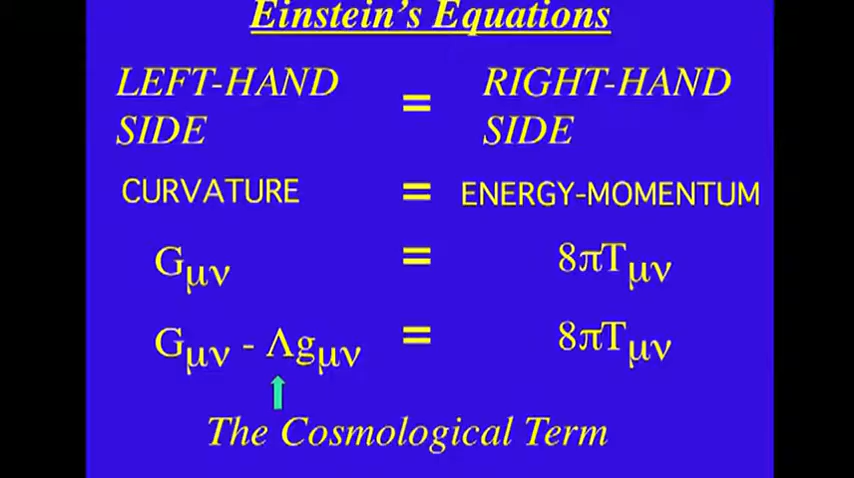 Einstein's Equations
LEFT-HAND SIDE = RIGHT-HAND SIDE
CURVATURE = ENERGY-MOMENTUM
Gμν = 8πTμν
Gμν - Λgμν = 8πTμν
The Cosmological Term